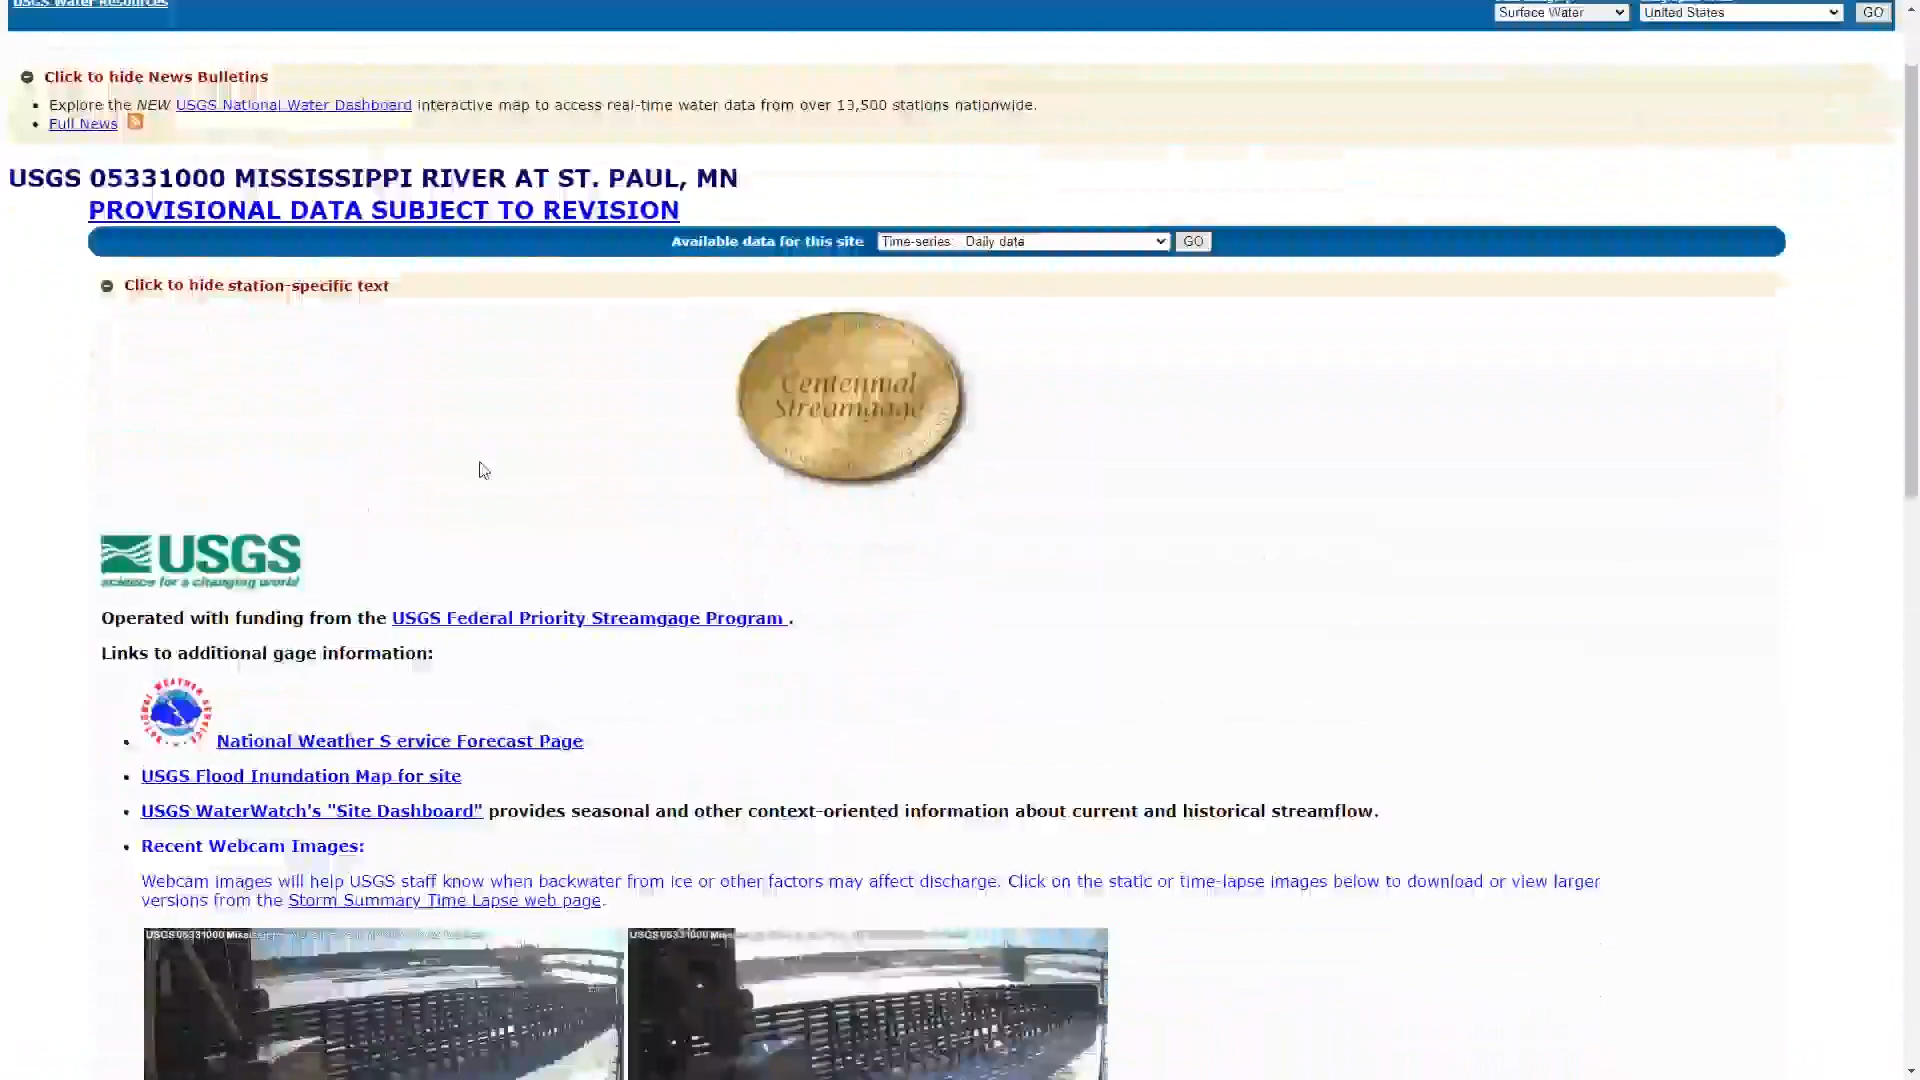 USGS Water Resources
Surface Water United States GO
Click to hide News Bulletins
Explore the NEW USGS National Water Dashboard interactive map to access real-time water data from over 13,500 stations nationwide.
Full News
USGS 05331000 MISSISSIPPI RIVER AT ST. PAUL, MN
PROVISIONAL DATA SUBJECT TO REVISION
Available data for this site Time-series: Daily data GO
Click to hide station-specific text
Centennial
Streamgage
USGS
science for a changing world
Operated with funding from the USGS Federal Priority Streamgage Program .
Links to additional gage information:
NATIONAL WEATHER SERVICE
National Weather S ervice Forecast Page
USGS Flood Inundation Map for site
USGS WaterWatch's "Site Dashboard" provides seasonal and other context-oriented information about current and historical streamflow.
Recent Webcam Images:
Webcam images will help USGS staff know when backwater from ice or other factors may affect discharge. Click on the static or time-lapse images below to download or view larger
versions from the Storm Summary Time Lapse web page.
USGS 05331000
USGS 05331000